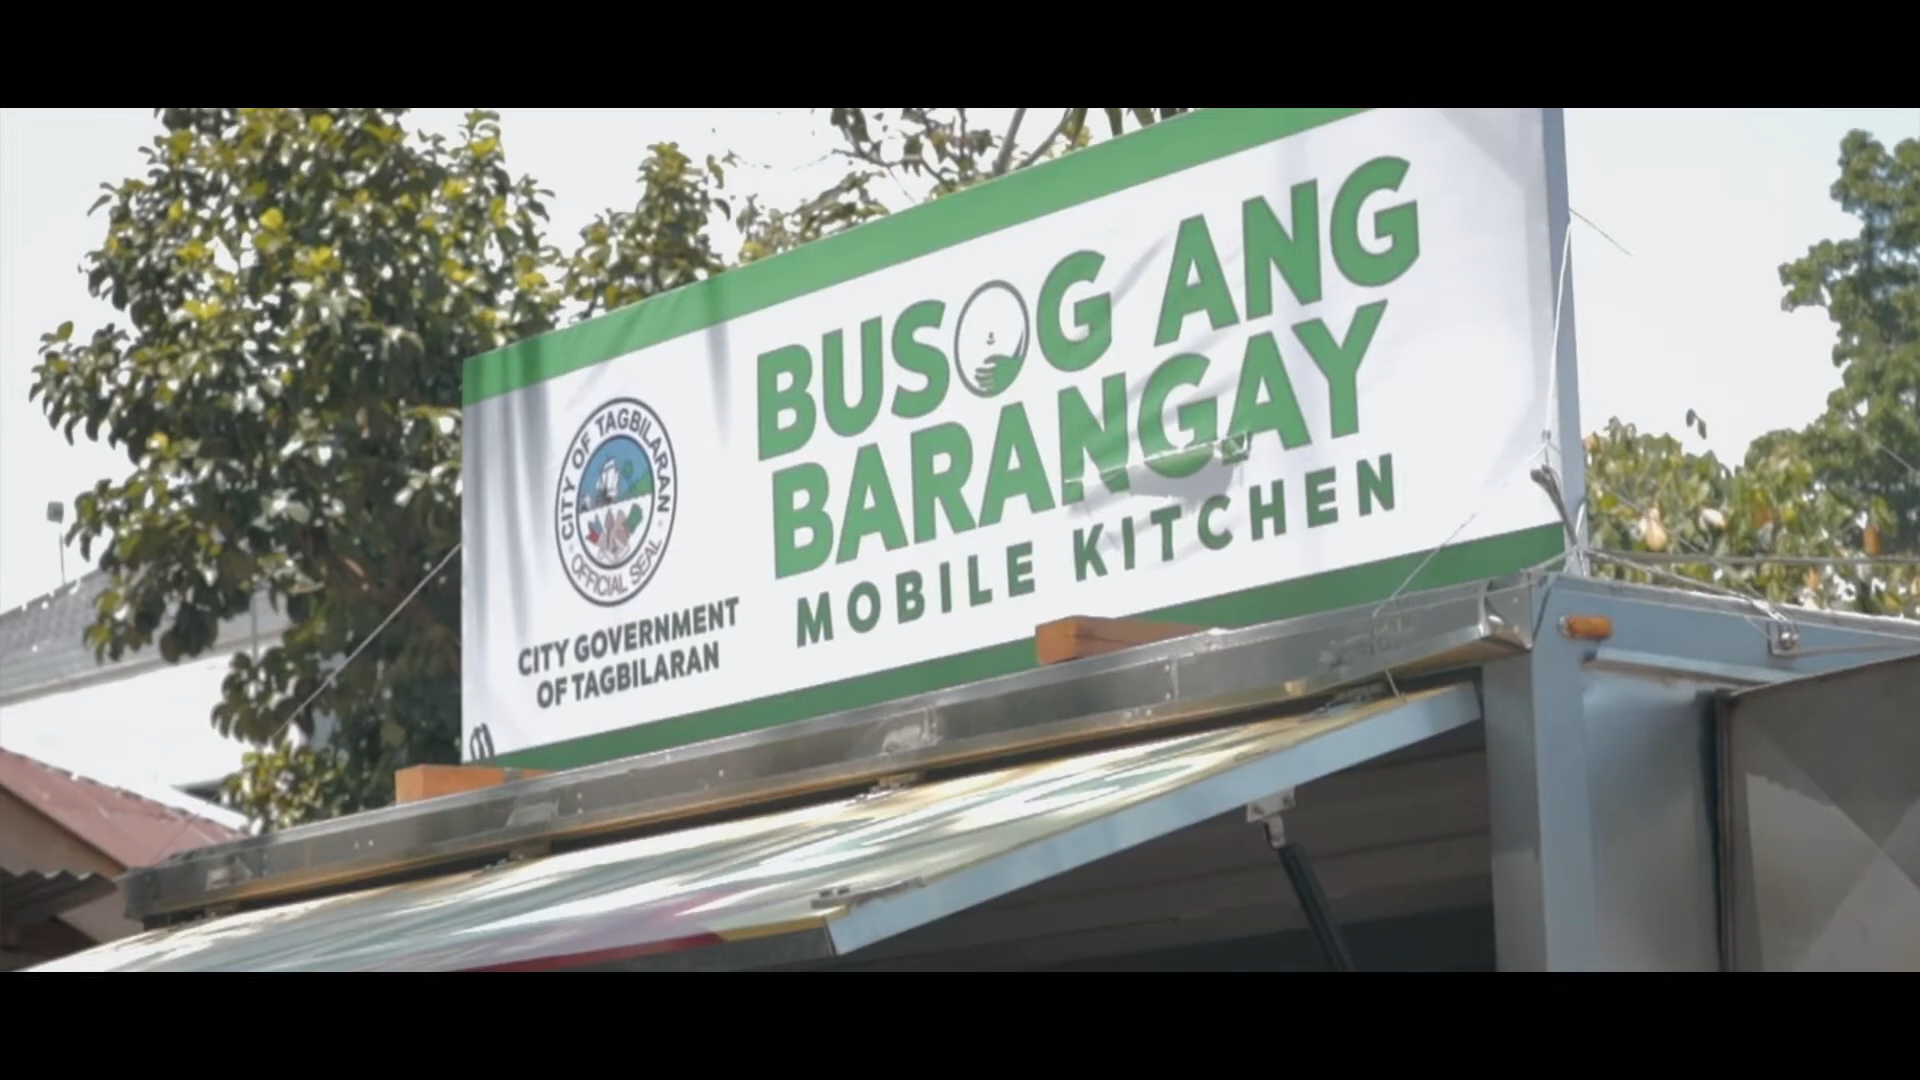 CITY OF TAGBILARAN
OFFICIAL SEAL
CITY GOVERNMENT
OF TAGBILARAN
BUSOG ANG
BARANGAY
MOBILE KITCHEN